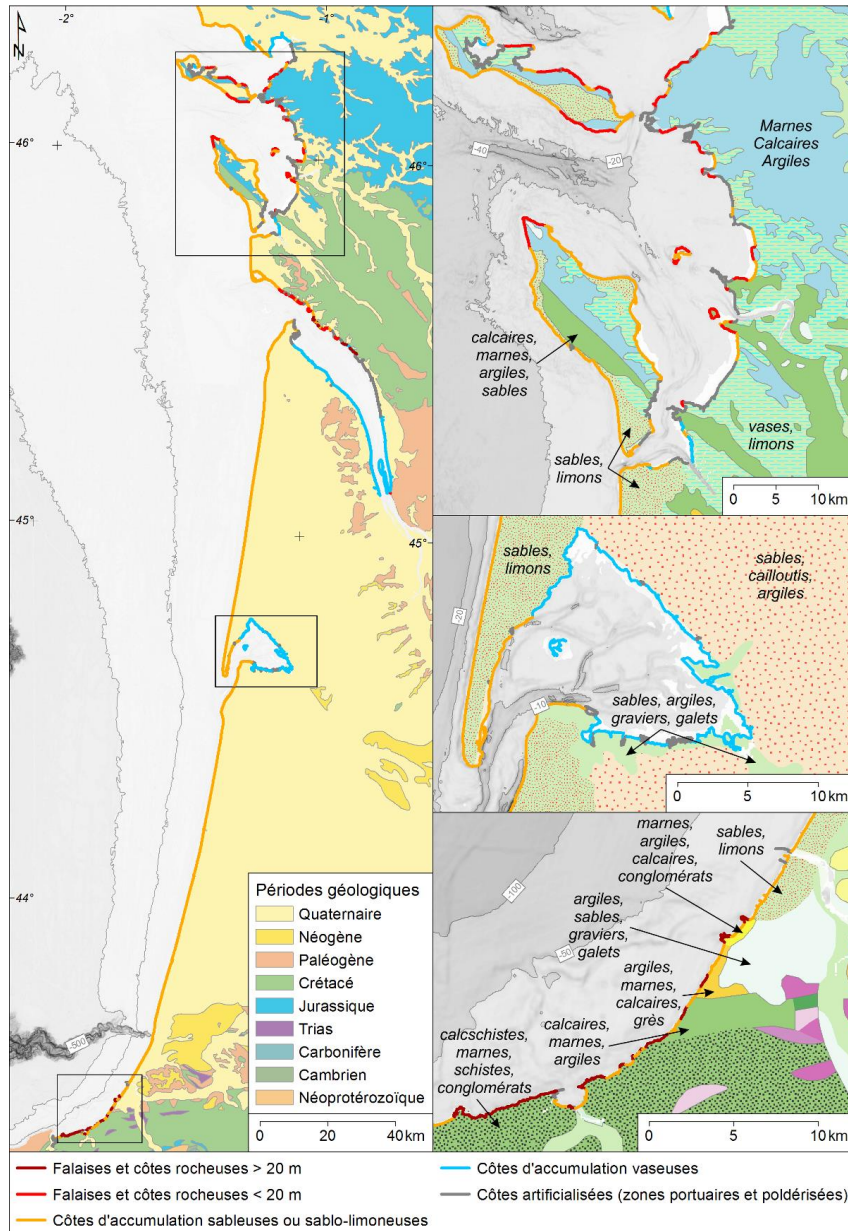 -2°
-1°
N
46°
46°
45°
45°
44°
-500
Périodes géologiques
Quaternaire
Néogène
Paléogène
Crétacé
Jurassique
Trias
Carbonifère
Cambrien
Néoprotérozoïque
0 20 40 km
-40
-20
Marnes
Calcaires
Argiles
calcaires,
marnes,
argiles,
sables
vases,
limons
sables,
limons
0 5 10 km
sables,
limons
sables,
cailloutis,
argiles
-20
-10
sables, argiles,
graviers, galets
0 5 10 km
marnes,
argiles,
calcaires,
conglomérats
sables,
limons
-100
argiles,
sables,
graviers,
galets
-50
argiles,
marnes,
calcaires,
grès
calcschistes,
marnes,
schistes,
conglomérats
calcaires,
marnes,
argiles
0 5 10 km
Falaises et côtes rocheuses > 20 m
Falaises et côtes rocheuses < 20 m
Côtes d'accumulation sableuses ou sablo-limoneuses
Côtes d'accumulation vaseuses
Côtes artificialisées (zones portuaires et poldérisées)